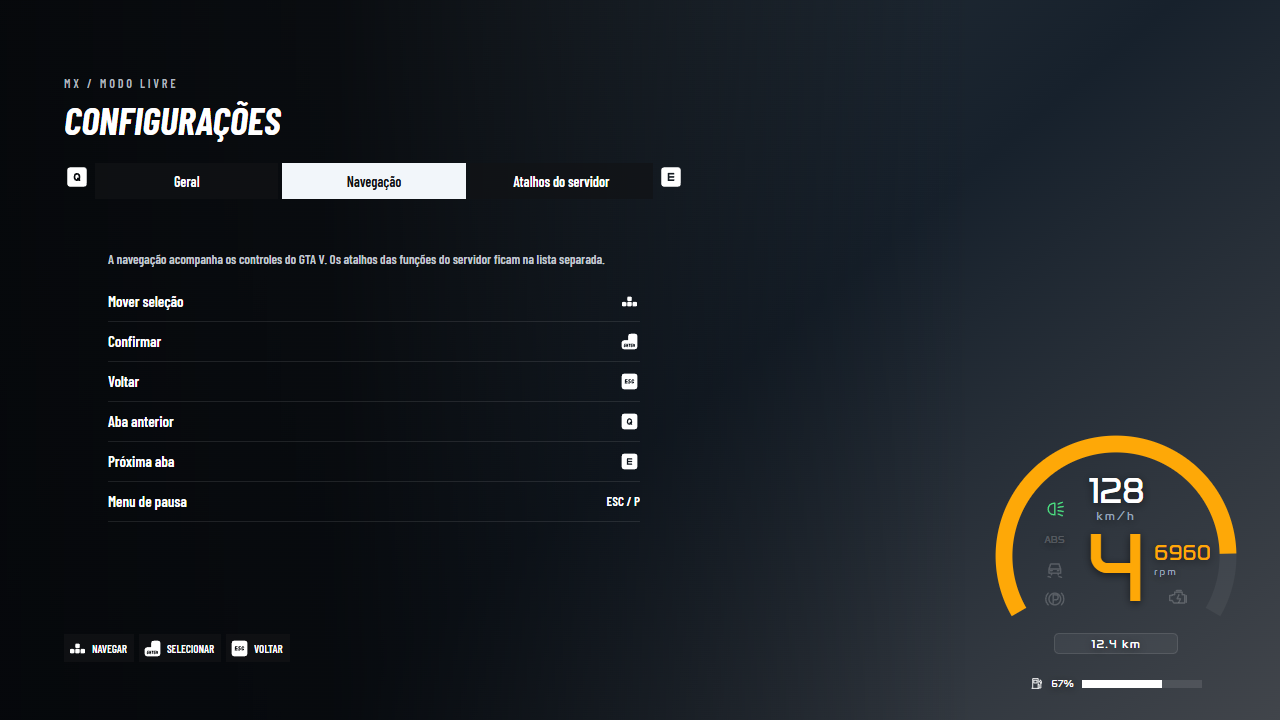 MX / MODO LIVRE
CONFIGURAÇÕES
Q
Geral
Navegação
Atalhos do servidor
E
A navegação acompanha os controles do GTA V. Os atalhos das funções do servidor ficam na lista separada.
Mover seleção
Confirmar ENTER
Voltar ESC
Aba anterior Q
Próxima aba E
Menu de pausa ESC / P
128
km/h
ABS
4
6960
rpm
12.4 km
67%
NAVEGAR
ENTER SELECIONAR
ESC VOLTAR